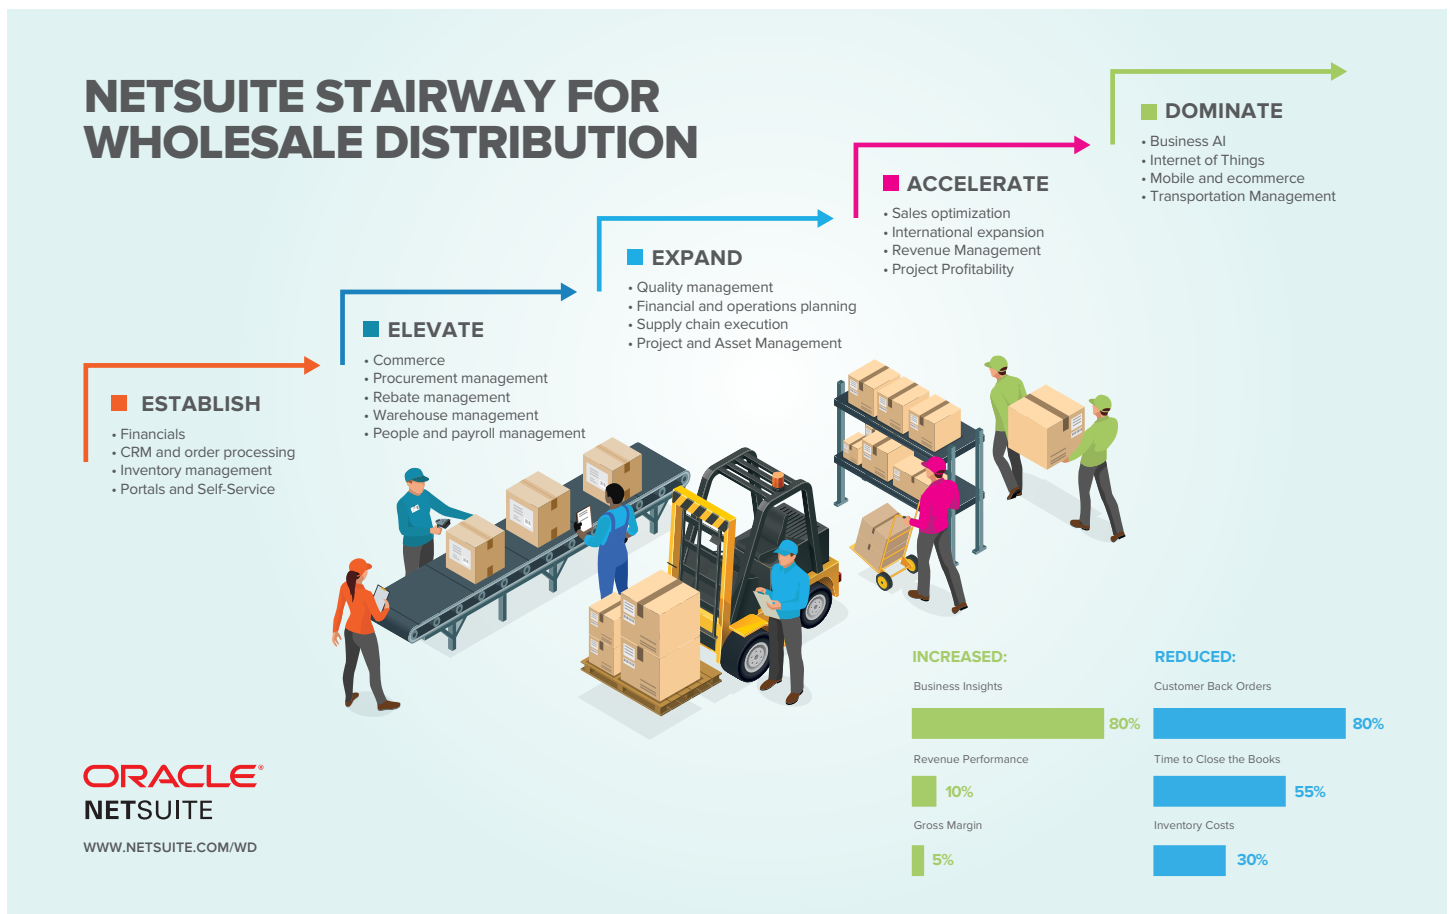 NETSUITE STAIRWAY FOR
WHOLESALE DISTRIBUTION
ESTABLISH
• Financials
• CRM and order processing
• Inventory management
• Portals and Self-Service
ELEVATE
• Commerce
• Procurement management
• Rebate management
• Warehouse management
• People and payroll management
EXPAND
• Quality management
• Financial and operations planning
• Supply chain execution
• Project and Asset Management
ACCELERATE
• Sales optimization
• International expansion
• Revenue Management
• Project Profitability
DOMINATE
• Business AI
• Internet of Things
• Mobile and ecommerce
• Transportation Management
INCREASED:
Business Insights
80%
Revenue Performance
10%
Gross Margin
5%
REDUCED:
Customer Back Orders
80%
Time to Close the Books
55%
Inventory Costs
30%
ORACLE®
NETSUITE
WWW.NETSUITE.COM/WD